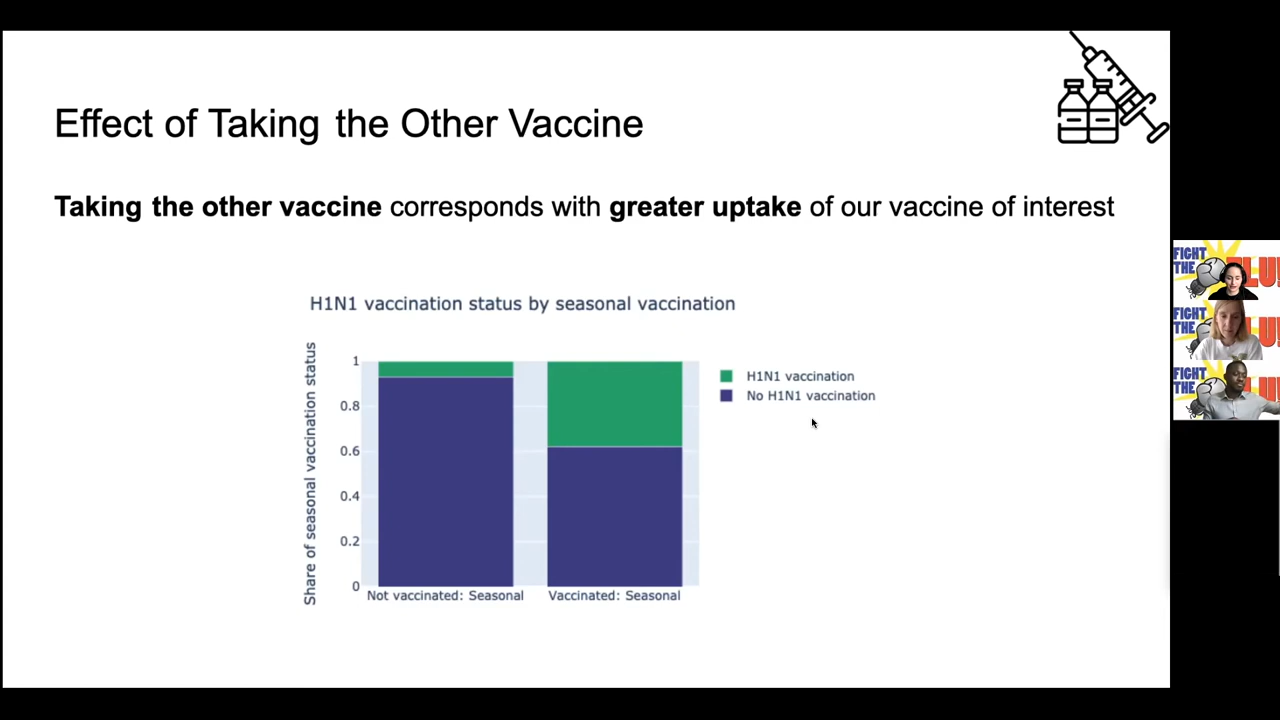 Effect of Taking the Other Vaccine
Taking the other vaccine corresponds with greater uptake of our vaccine of interest
H1N1 vaccination status by seasonal vaccination
Share of seasonal vaccination status
1
0.8
0.6
0.4
0.2
0
Not vaccinated: Seasonal
Vaccinated: Seasonal
H1N1 vaccination
No H1N1 vaccination
FIGHT
THE
FLU!
FIGHT
THE
FIGHT
THE